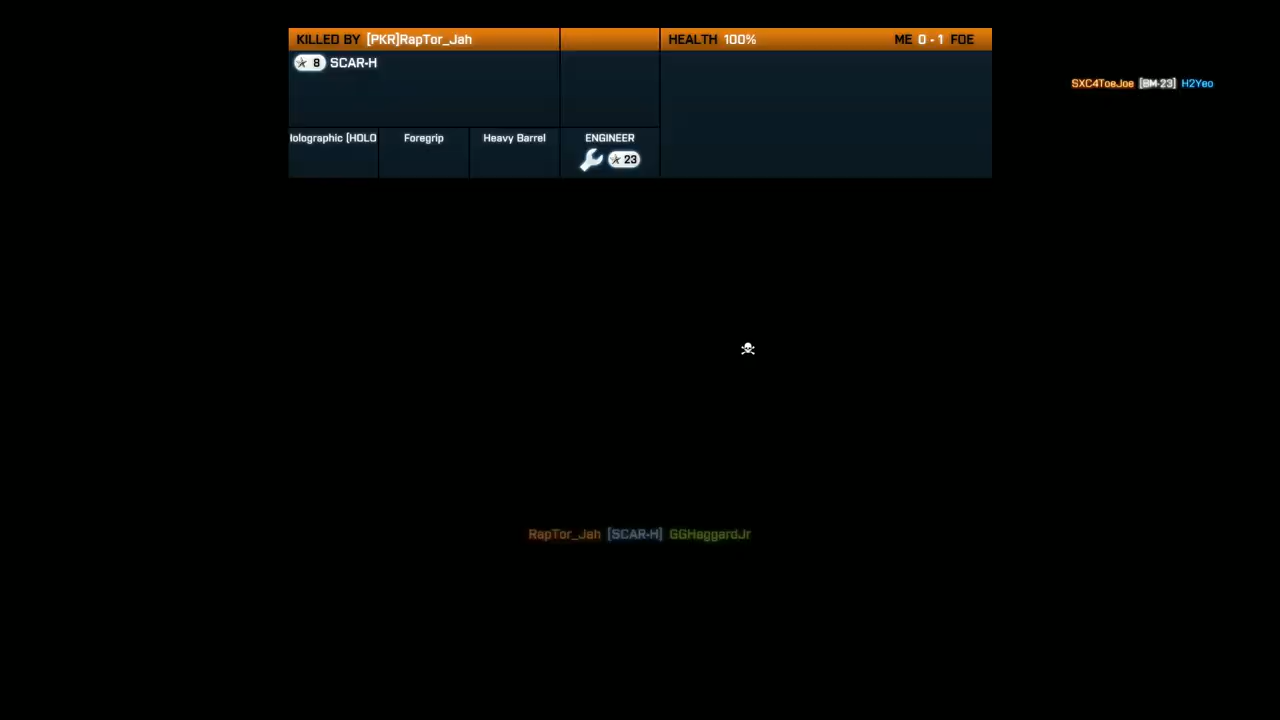 KILLED BY [PKR]RapTor_Jah HEALTH 100% ME 0 - 1 FOE
8 SCAR-H
SXC4ToeJoe [BM-23] H2Yeo
Holographic (HOLO Foregrip Heavy Barrel ENGINEER
23
RapTor_Jah [SCAR-H] GGHaggardJr